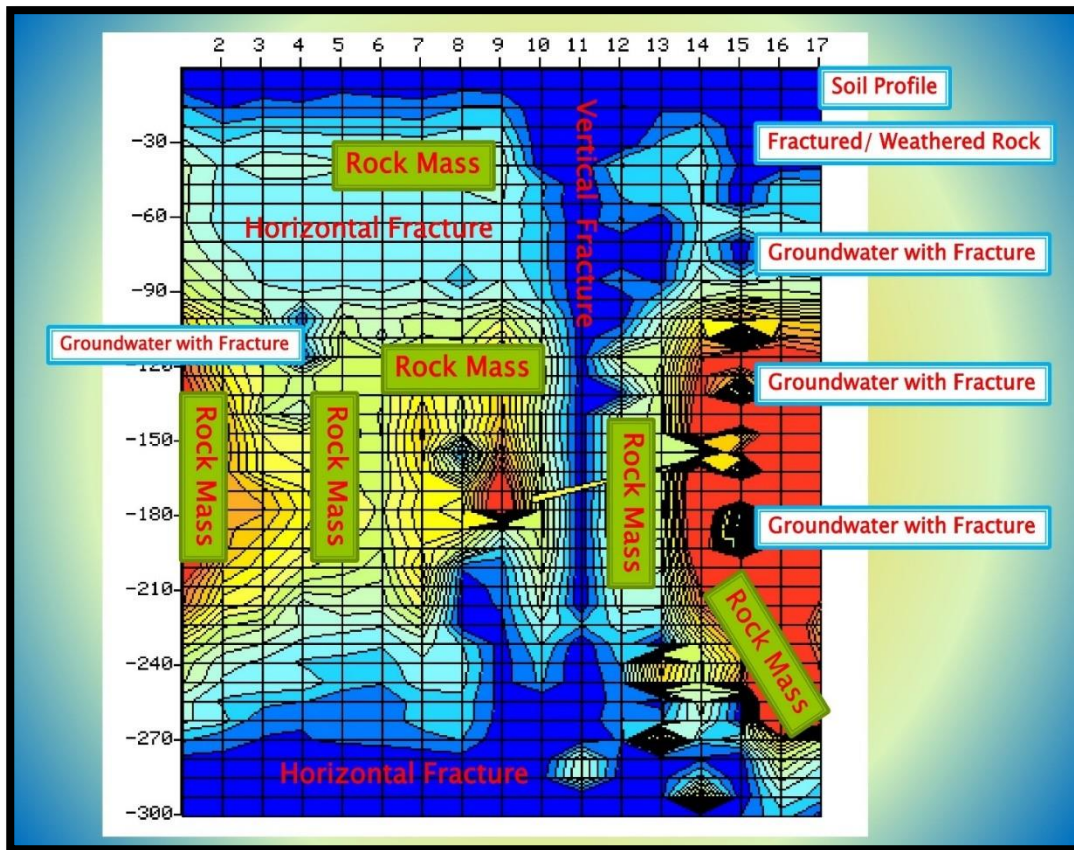 2 3 4 5 6 7 8 9 10 11 12 13 14 15 16 17
Soil Profile
-30
Fractured/ Weathered Rock
Rock Mass
Vertical Fracture
-60
Horizontal Fracture
Groundwater with Fracture
-90
Groundwater with Fracture
-120
Rock Mass
Groundwater with Fracture
-150
Rock Mass
Rock Mass
Rock Mass
-180
Groundwater with Fracture
-210
Rock Mass
-240
-270
Horizontal Fracture
-300